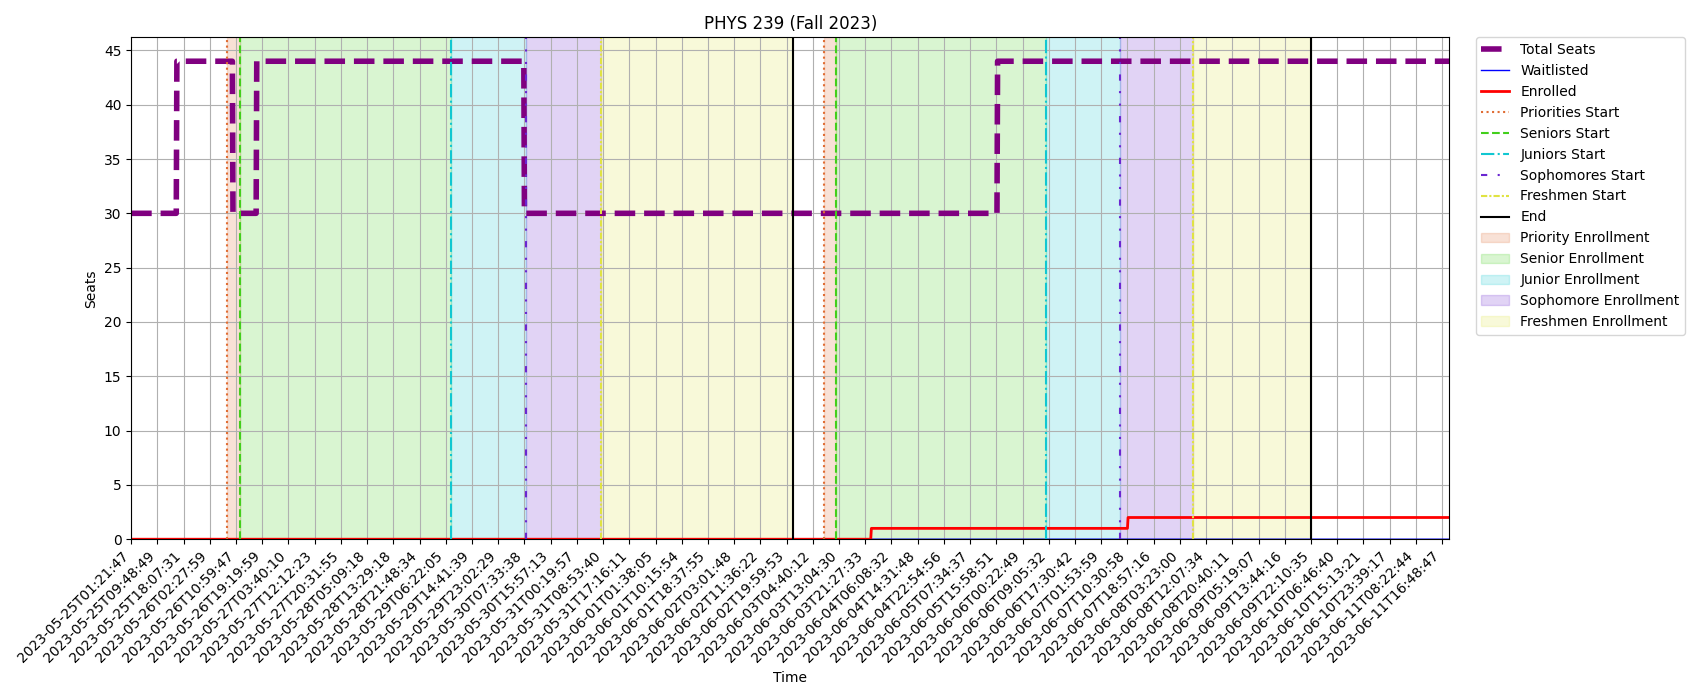 PHYS 239 (Fall 2023)
Total Seats
Waitlisted
Enrolled
Priorities Start
Seniors Start
Juniors Start
Sophomores Start
Freshmen Start
End
Priority Enrollment
Senior Enrollment
Junior Enrollment
Sophomore Enrollment
Freshmen Enrollment
Seats
45
40
35
30
25
20
15
10
5
0
2023-05-25T01:21:47
2023-05-25T09:48:49
2023-05-25T18:07:31
2023-05-26T02:27:59
2023-05-26T10:59:47
2023-05-26T19:19:59
2023-05-27T03:40:10
2023-05-27T12:12:23
2023-05-27T20:31:55
2023-05-28T05:09:18
2023-05-28T13:29:18
2023-05-28T21:48:34
2023-05-29T06:22:05
2023-05-29T14:41:39
2023-05-29T23:02:29
2023-05-30T07:33:38
2023-05-30T15:57:13
2023-05-31T00:19:57
2023-05-31T08:53:40
2023-05-31T17:16:11
2023-06-01T01:38:05
2023-06-01T10:15:54
2023-06-01T18:37:55
2023-06-02T03:01:48
2023-06-02T11:36:22
2023-06-02T19:59:53
2023-06-03T04:40:12
2023-06-03T13:04:30
2023-06-03T21:27:33
2023-06-04T06:08:32
2023-06-04T14:31:48
2023-06-04T22:54:56
2023-06-05T07:34:37
2023-06-05T15:58:51
2023-06-06T00:22:49
2023-06-06T09:05:32
2023-06-06T17:30:42
2023-06-07T01:53:59
2023-06-07T10:30:58
2023-06-07T18:57:16
2023-06-08T03:23:00
2023-06-08T12:07:34
2023-06-08T20:40:11
2023-06-09T05:19:07
2023-06-09T13:44:16
2023-06-09T22:10:35
2023-06-10T06:46:40
2023-06-10T15:13:21
2023-06-10T23:39:17
2023-06-11T08:22:44
2023-06-11T16:48:47
Time